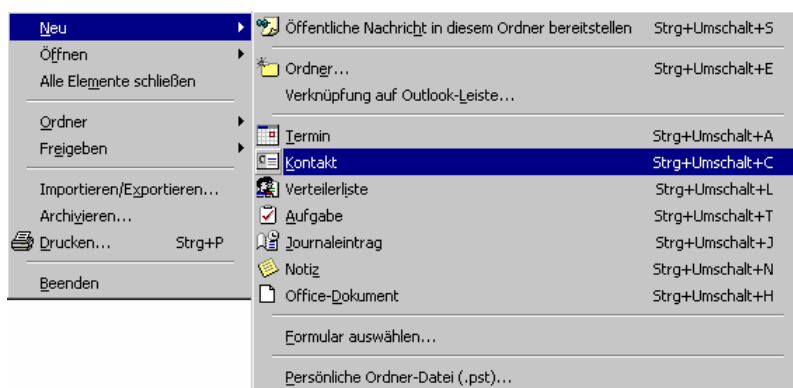 Neu
Öffnen
Alle Elemente schließen
Ordner
Freigeben
Importieren/Exportieren...
Archivieren...
Drucken... Strg+P
Beenden
Öffentliche Nachricht in diesem Ordner bereitstellen Strg+Umschalt+S
Ordner... Strg+Umschalt+E
Verknüpfung auf Outlook-Leiste...
Termin Strg+Umschalt+A
Kontakt Strg+Umschalt+C
Verteilerliste Strg+Umschalt+L
Aufgabe Strg+Umschalt+T
Journaleintrag Strg+Umschalt+J
Notiz Strg+Umschalt+N
Office-Dokument Strg+Umschalt+H
Formular auswählen...
Persönliche Ordner-Datei (.pst)...